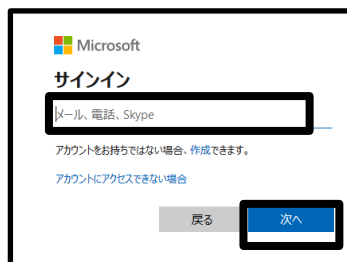 Microsoft
サインイン
メール、電話、Skype
アカウントをお持ちではない場合、作成できます。
アカウントにアクセスできない場合
戻る 次へ